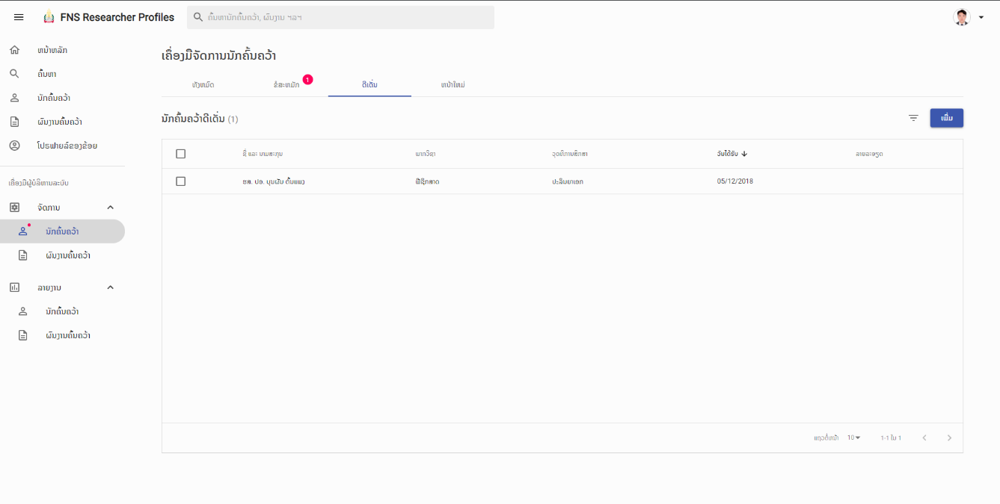 FNS Researcher Profiles
ຄົ້ນຫານັກຄົ້ນຄວ້າ, ຜົນງານ ຯລຯ
ໜ້າຫລັກ
ຄົ້ນຫາ
ນັກຄົ້ນຄວ້າ
ຜົນງານຄົ້ນຄວ້າ
ໂປຣຟາຍລ໌ຂອງຂ້ອຍ
ເຄື່ອງມືຜູ້ບໍລິຫານລະບົບ
ຈັດການ
ນັກຄົ້ນຄວ້າ
ຜົນງານຄົ້ນຄວ້າ
ລາຍງານ
ນັກຄົ້ນຄວ້າ
ຜົນງານຄົ້ນຄວ້າ
ເຄື່ອງມືຈັດການນັກຄົ້ນຄວ້າ
ທັງໝົດ ຂໍສະໝັກ 1 ດີເດັ່ນ ໜ້າໃໝ່
ນັກຄົ້ນຄວ້າດີເດັ່ນ (1) ເພີ່ມ
ຊື່ ແລະ ນາມສະກຸນ ພາກວິຊາ ວຸດທິການສຶກສາ ວັນໄດ້ຮັບ ລາຍລະອຽດ
ຮສ. ປອ. ບຸນຜັນ ຕົ້ນແພງ ຟີຊິກສາດ ປະລິນຍາເອກ 05/12/2018
ແຖວຕໍ່ໜ້າ 10 1-1 ໃນ 1